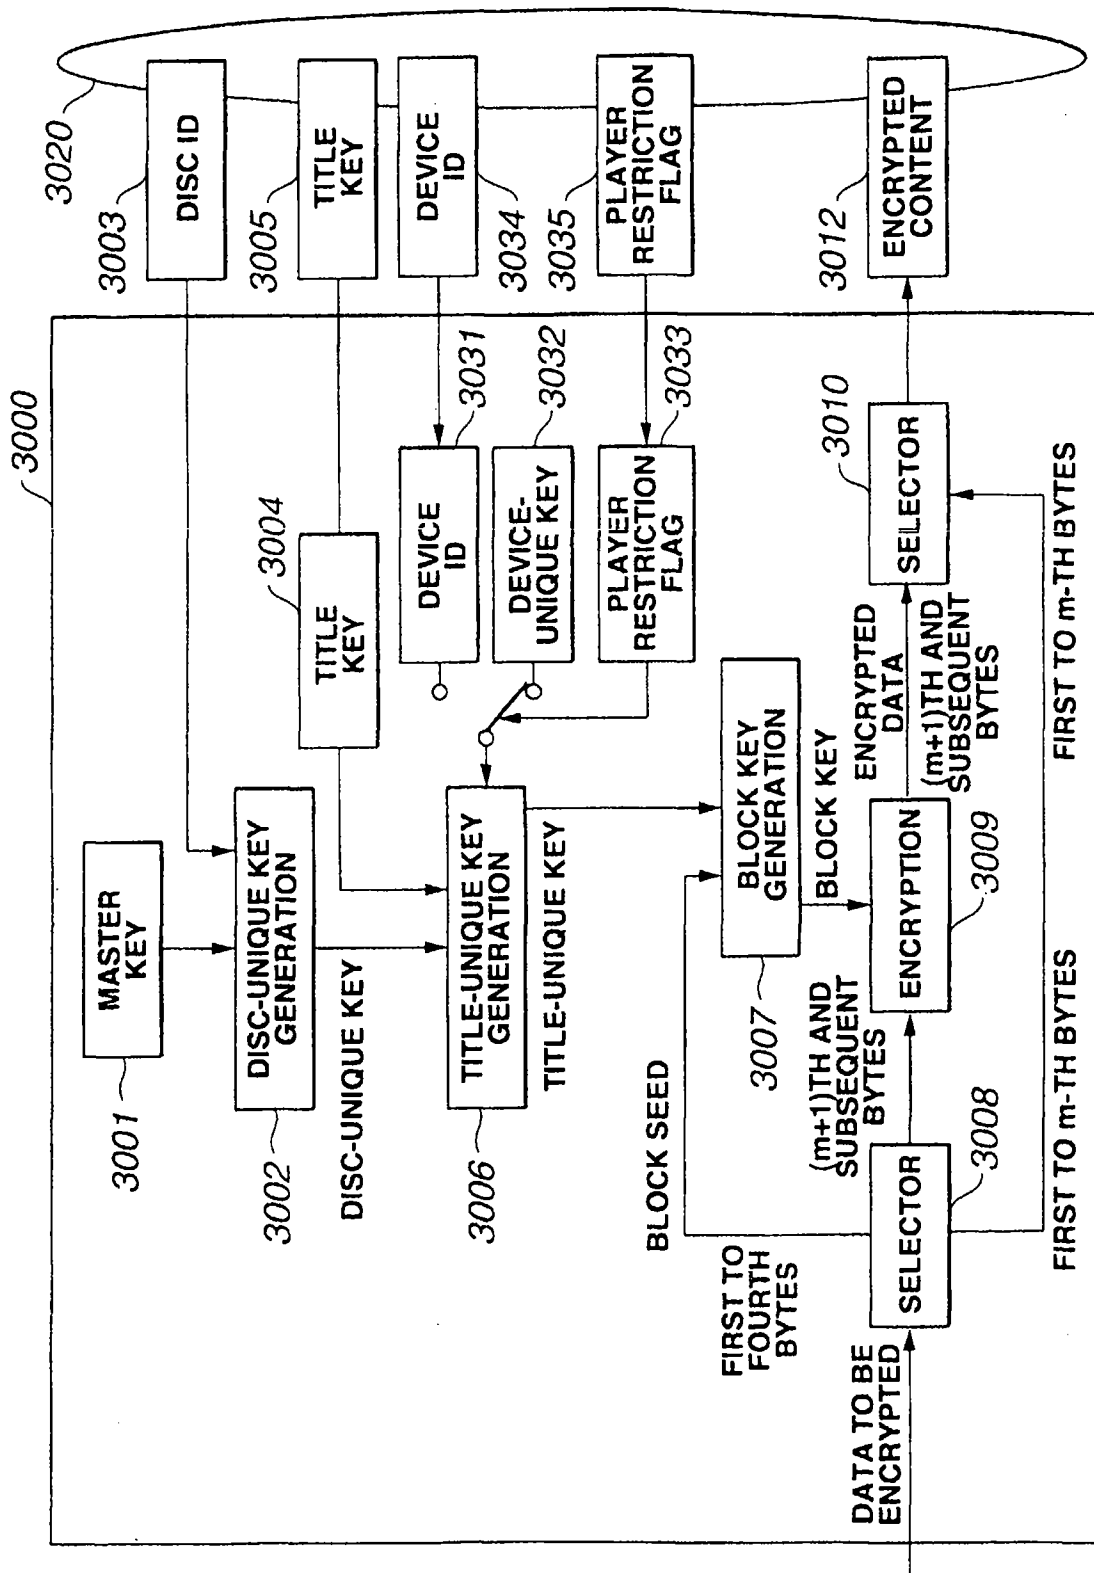 3000
3020
MASTER
KEY
3001
DISC-UNIQUE KEY
GENERATION
3002
DISC-UNIQUE KEY
3003
DISC ID
TITLE
KEY
3004
3005
TITLE
KEY
TITLE-UNIQUE KEY
GENERATION
3006
TITLE-UNIQUE KEY
DEVICE
ID
3031
DEVICE
ID
3034
DEVICE-
UNIQUE KEY
3032
PLAYER
RESTRICTION
FLAG
3033
3035
PLAYER
RESTRICTION
FLAG
BLOCK SEED
BLOCK KEY
GENERATION
3007
BLOCK KEY
FIRST TO
FOURTH
BYTES
DATA TO BE
ENCRYPTED
SELECTOR
3008
(m+1)TH AND
SUBSEQUENT
BYTES
ENCRYPTION
3009
ENCRYPTED
DATA
(m+1)TH AND
SUBSEQUENT
BYTES
SELECTOR
3010
3012
ENCRYPTED
CONTENT
FIRST TO m-TH BYTES
FIRST TO m-TH BYTES